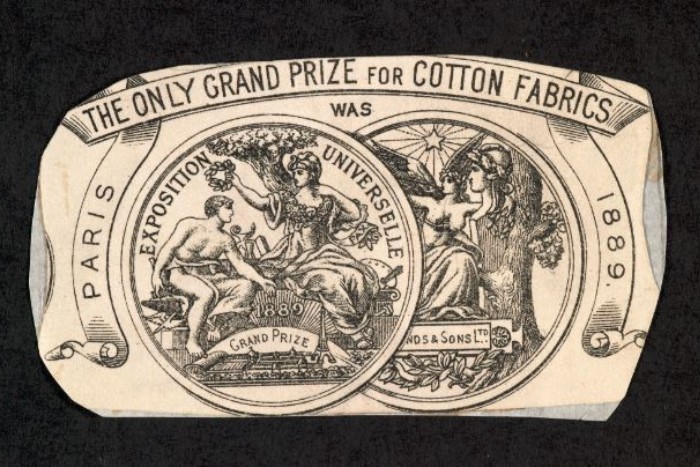 THE ONLY GRAND PRIZE FOR COTTON FABRICS
WAS
PARIS
1889.
EXPOSITION UNIVERSELLE
1889
GRAND PRIZE
NDS & SONS LTD